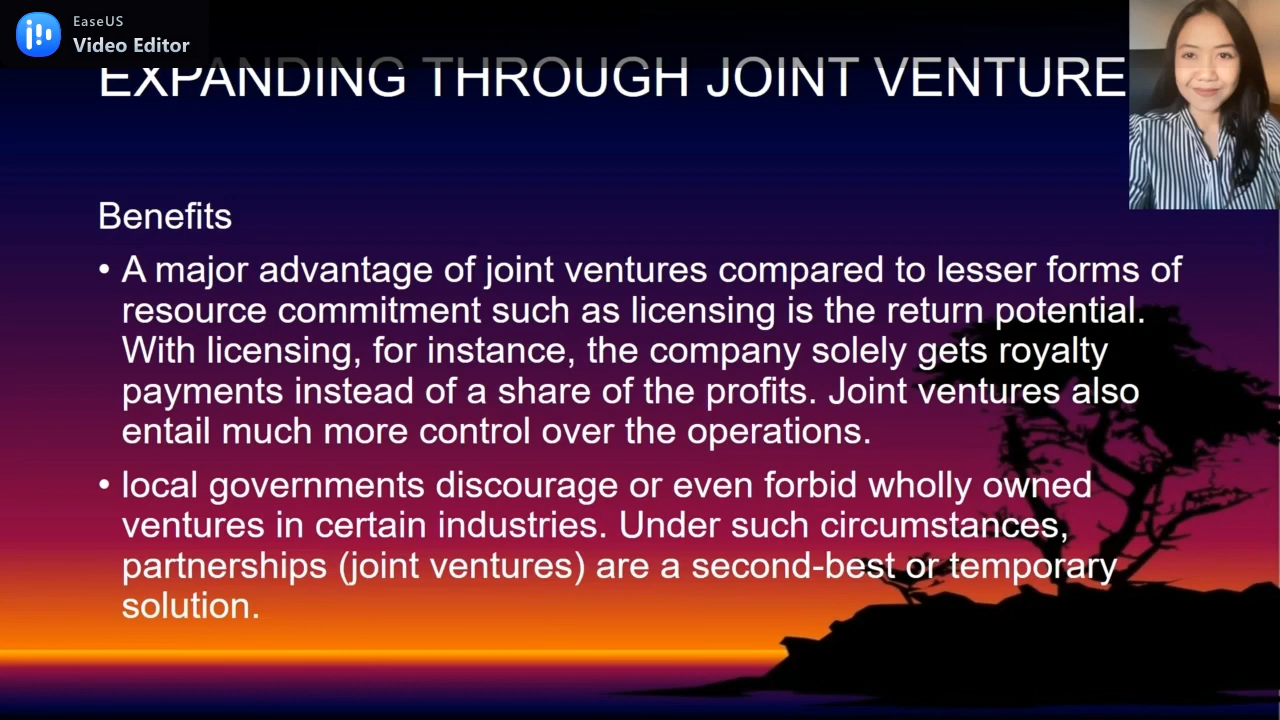 EaseUS
Video Editor
EXPANDING THROUGH JOINT VENTURE
Benefits
• A major advantage of joint ventures compared to lesser forms of
resource commitment such as licensing is the return potential.
With licensing, for instance, the company solely gets royalty
payments instead of a share of the profits. Joint ventures also
entail much more control over the operations.
• local governments discourage or even forbid wholly owned
ventures in certain industries. Under such circumstances,
partnerships (joint ventures) are a second-best or temporary
solution.